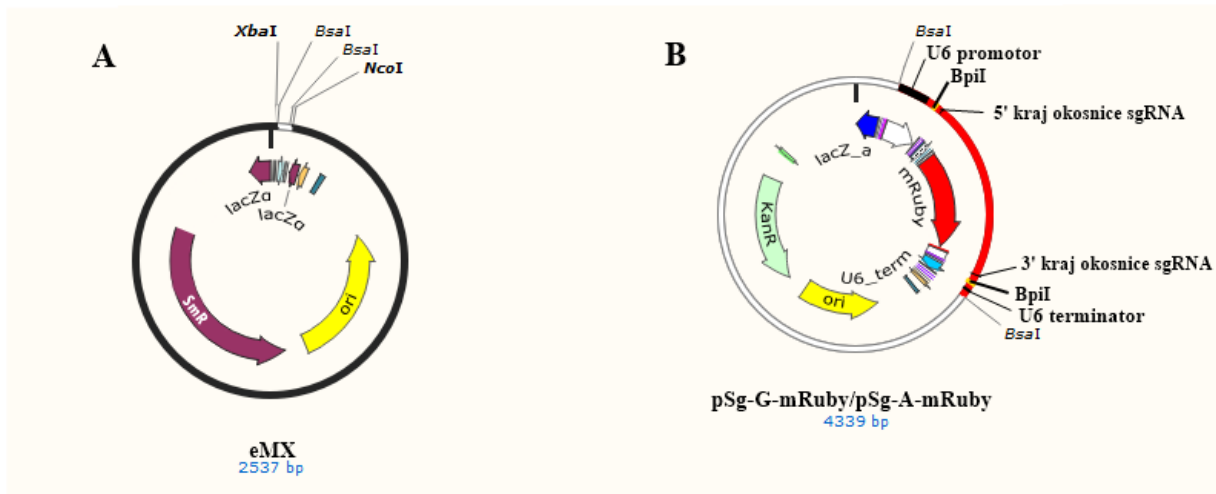 A
XbaI
BsaI
BsaI
NcoI
lacZα
lacZα
SmR
ori
eMX
2537 bp
B
BsaI
U6 promotor
BpiI
5' kraj okosnice sgRNA
lacZ_a
mRuby
KanR
U6_term
ori
3' kraj okosnice sgRNA
BpiI
U6 terminator
BsaI
pSg-G-mRuby/pSg-A-mRuby
4339 bp